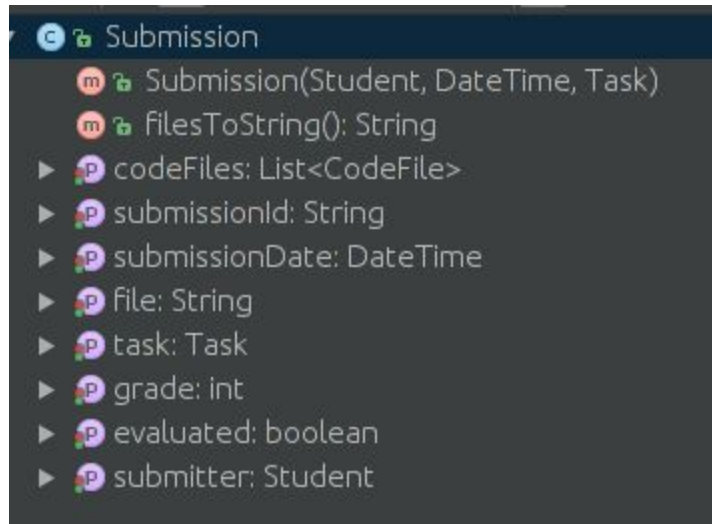 Submission
Submission(Student, DateTime, Task)
filesToString(): String
codeFiles: List<CodeFile>
submissionId: String
submissionDate: DateTime
file: String
task: Task
grade: int
evaluated: boolean
submitter: Student